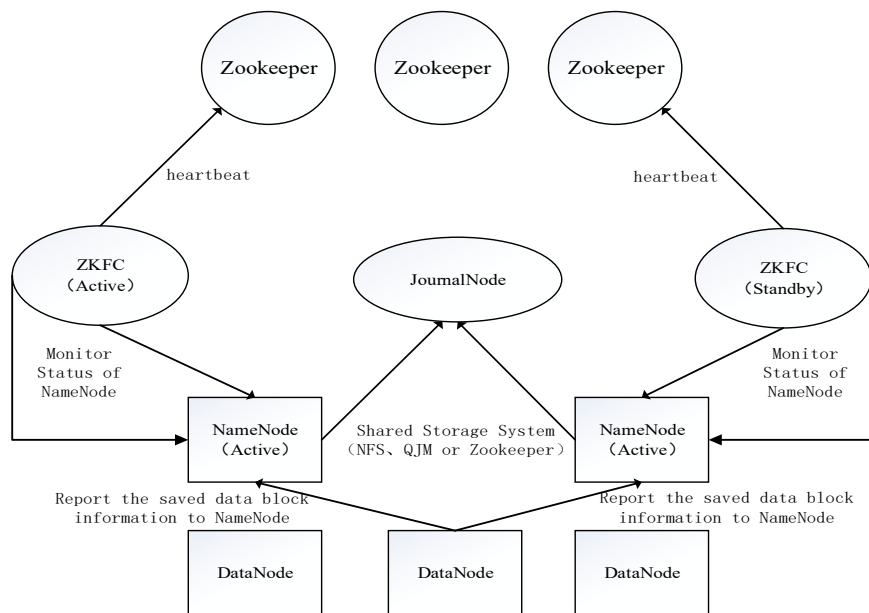 Zookeeper
Zookeeper
Zookeeper
heartbeat
heartbeat
ZKFC
（Active）
JournalNode
ZKFC
（Standby）
Monitor
Status of
NameNode
Monitor
Status of
NameNode
NameNode
（Active）
Shared Storage System
（NFS、QJM or Zookeeper）
NameNode
（Active）
Report the saved data block
information to NameNode
Report the saved data block
information to NameNode
DataNode
DataNode
DataNode